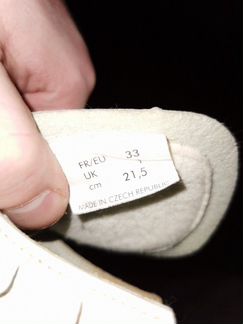 FR/EU 33
UK 1
cm 21,5
MADE IN CZECH REPUBLIC